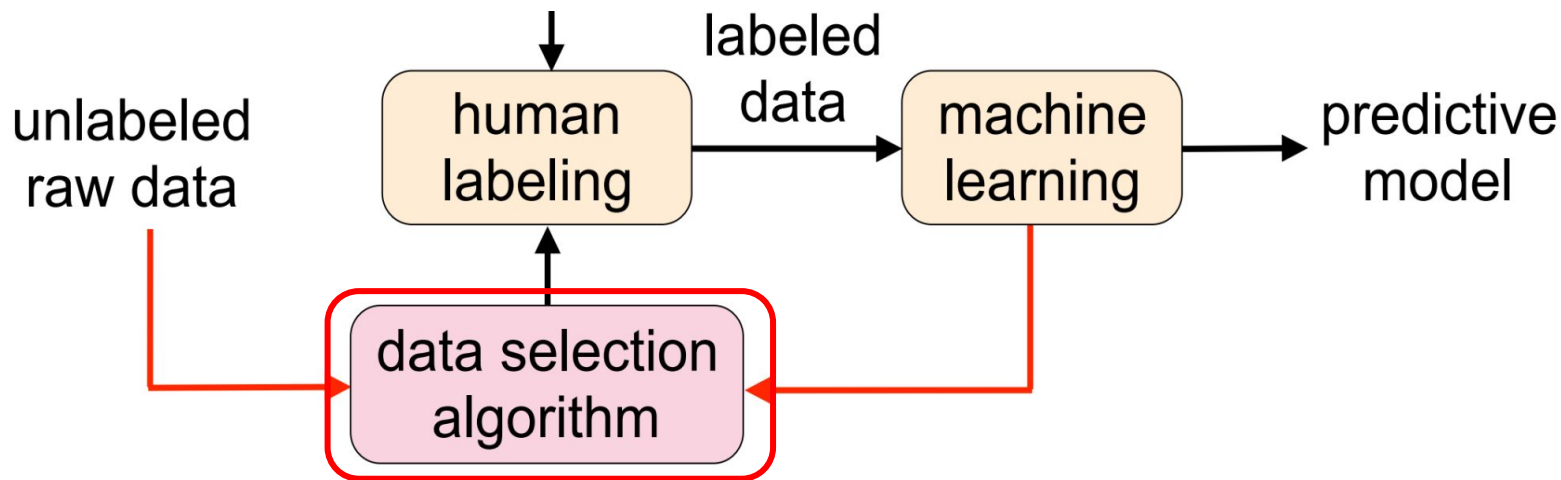 unlabeled
raw data
human
labeling
labeled
data
machine
learning
predictive
model
data selection
algorithm